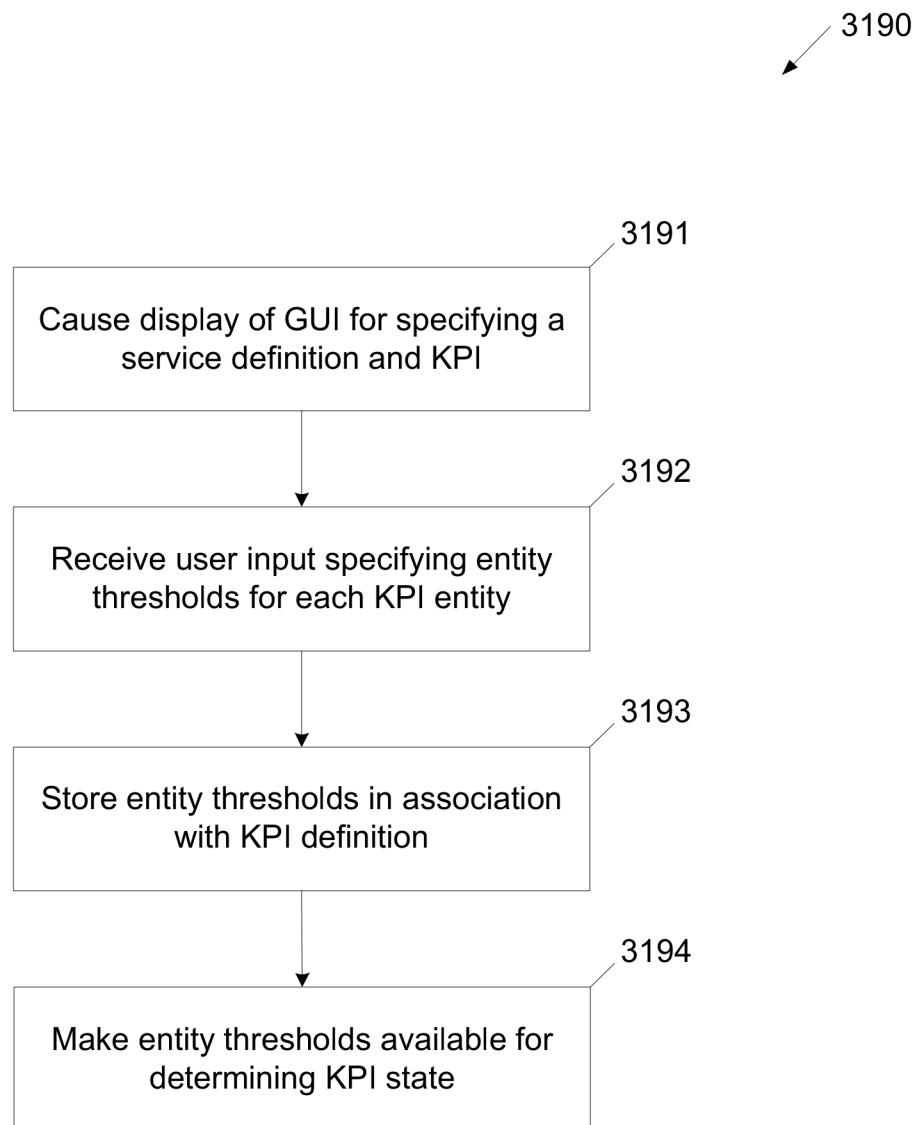 3190
3191
Cause display of GUI for specifying a
service definition and KPI
3192
Receive user input specifying entity
thresholds for each KPI entity
3193
Store entity thresholds in association
with KPI definition
3194
Make entity thresholds available for
determining KPI state